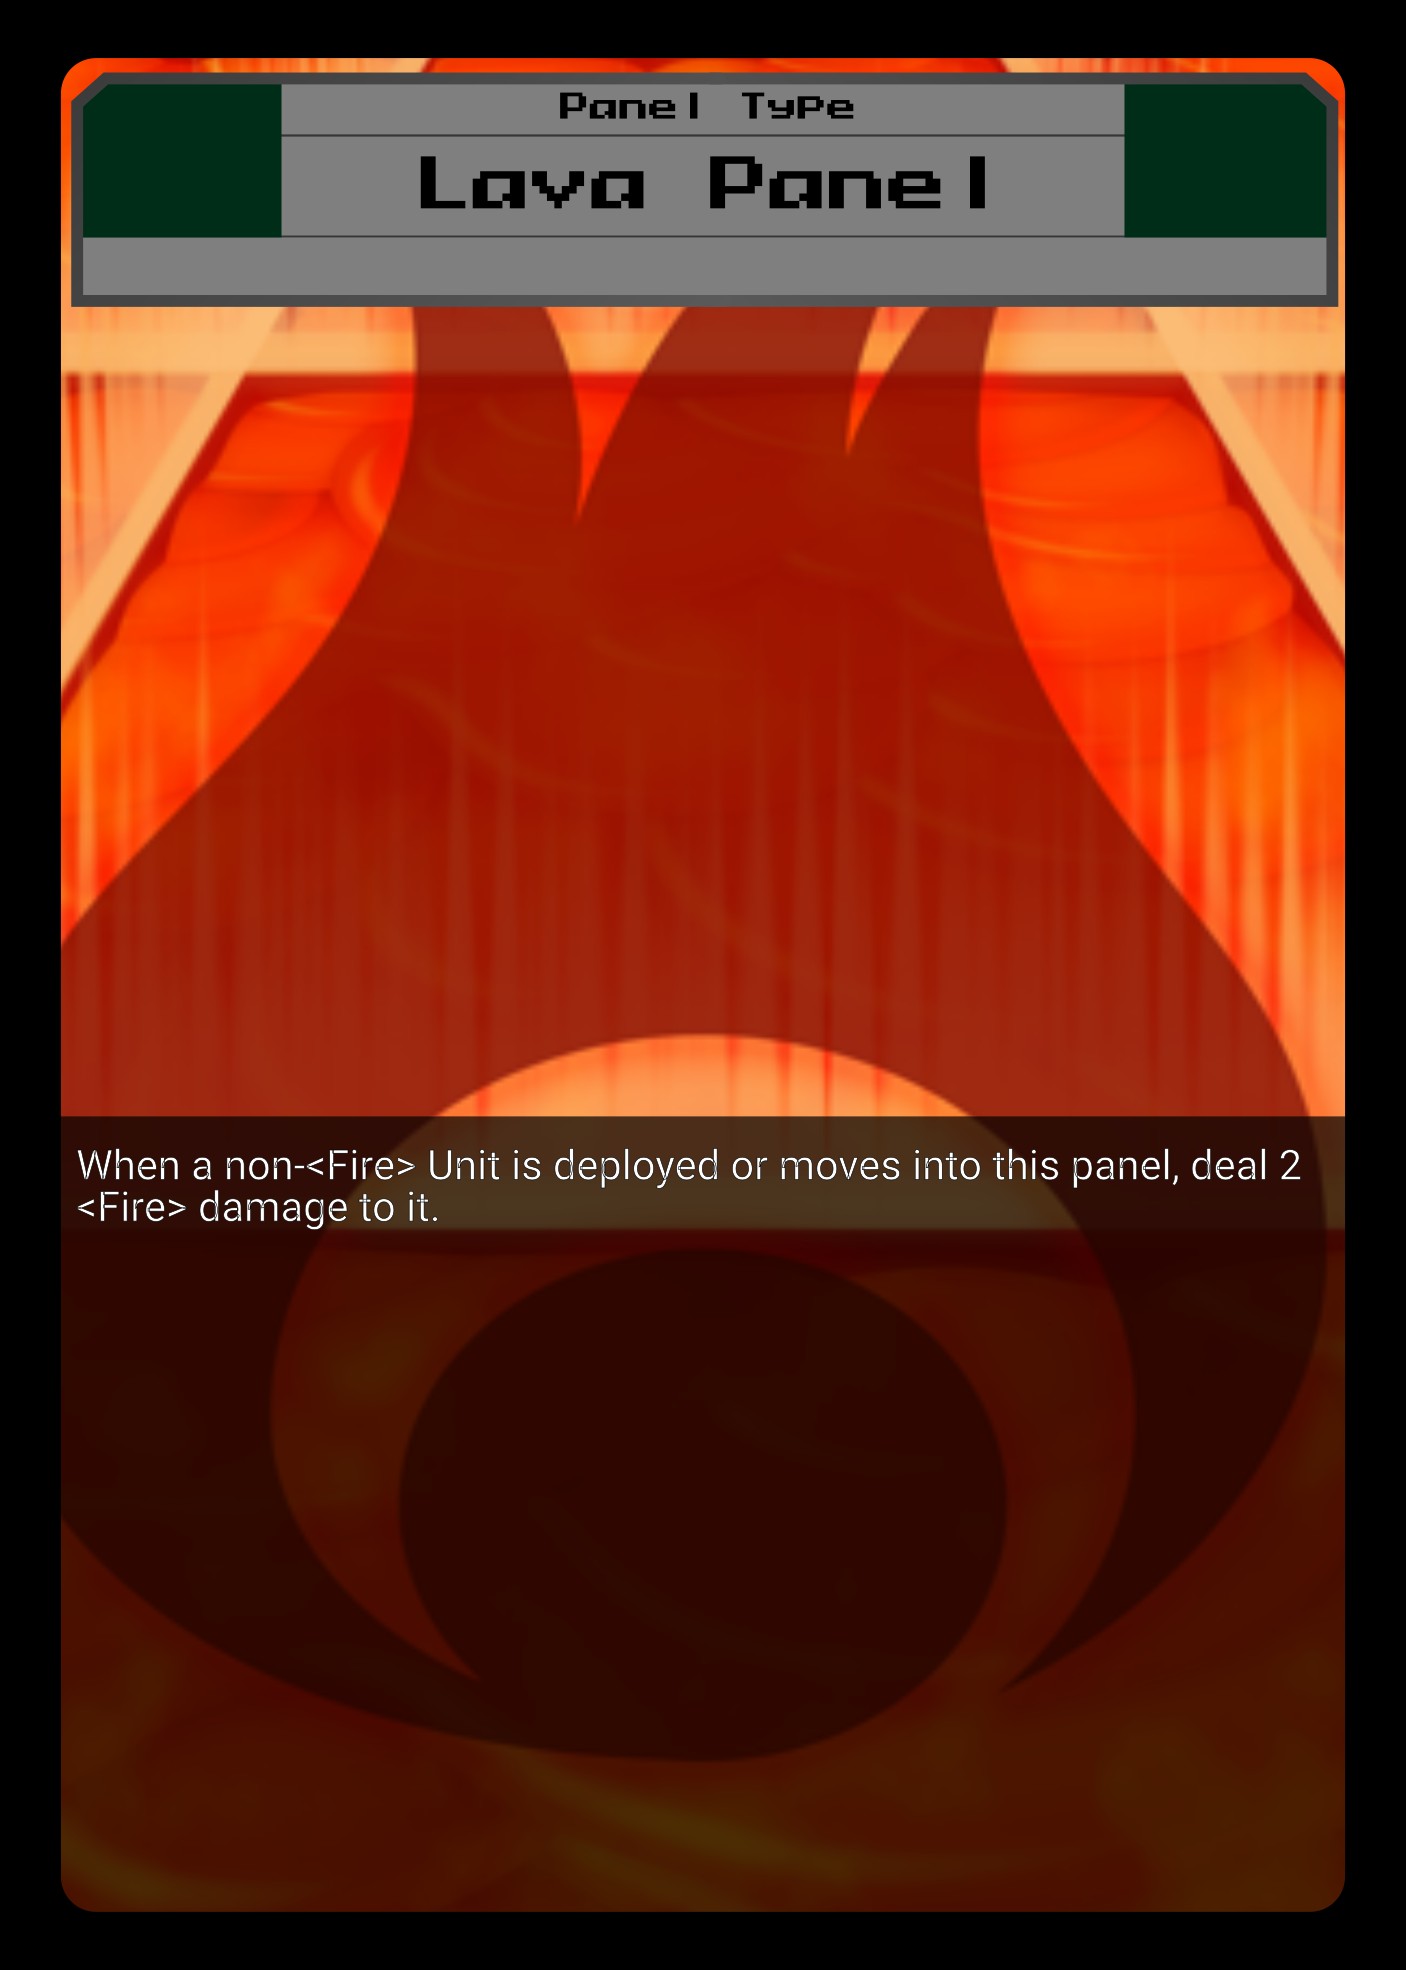 Panel Type
Lava Panel
When a non-<Fire> Unit is deployed or moves into this panel, deal 2
<Fire> damage to it.